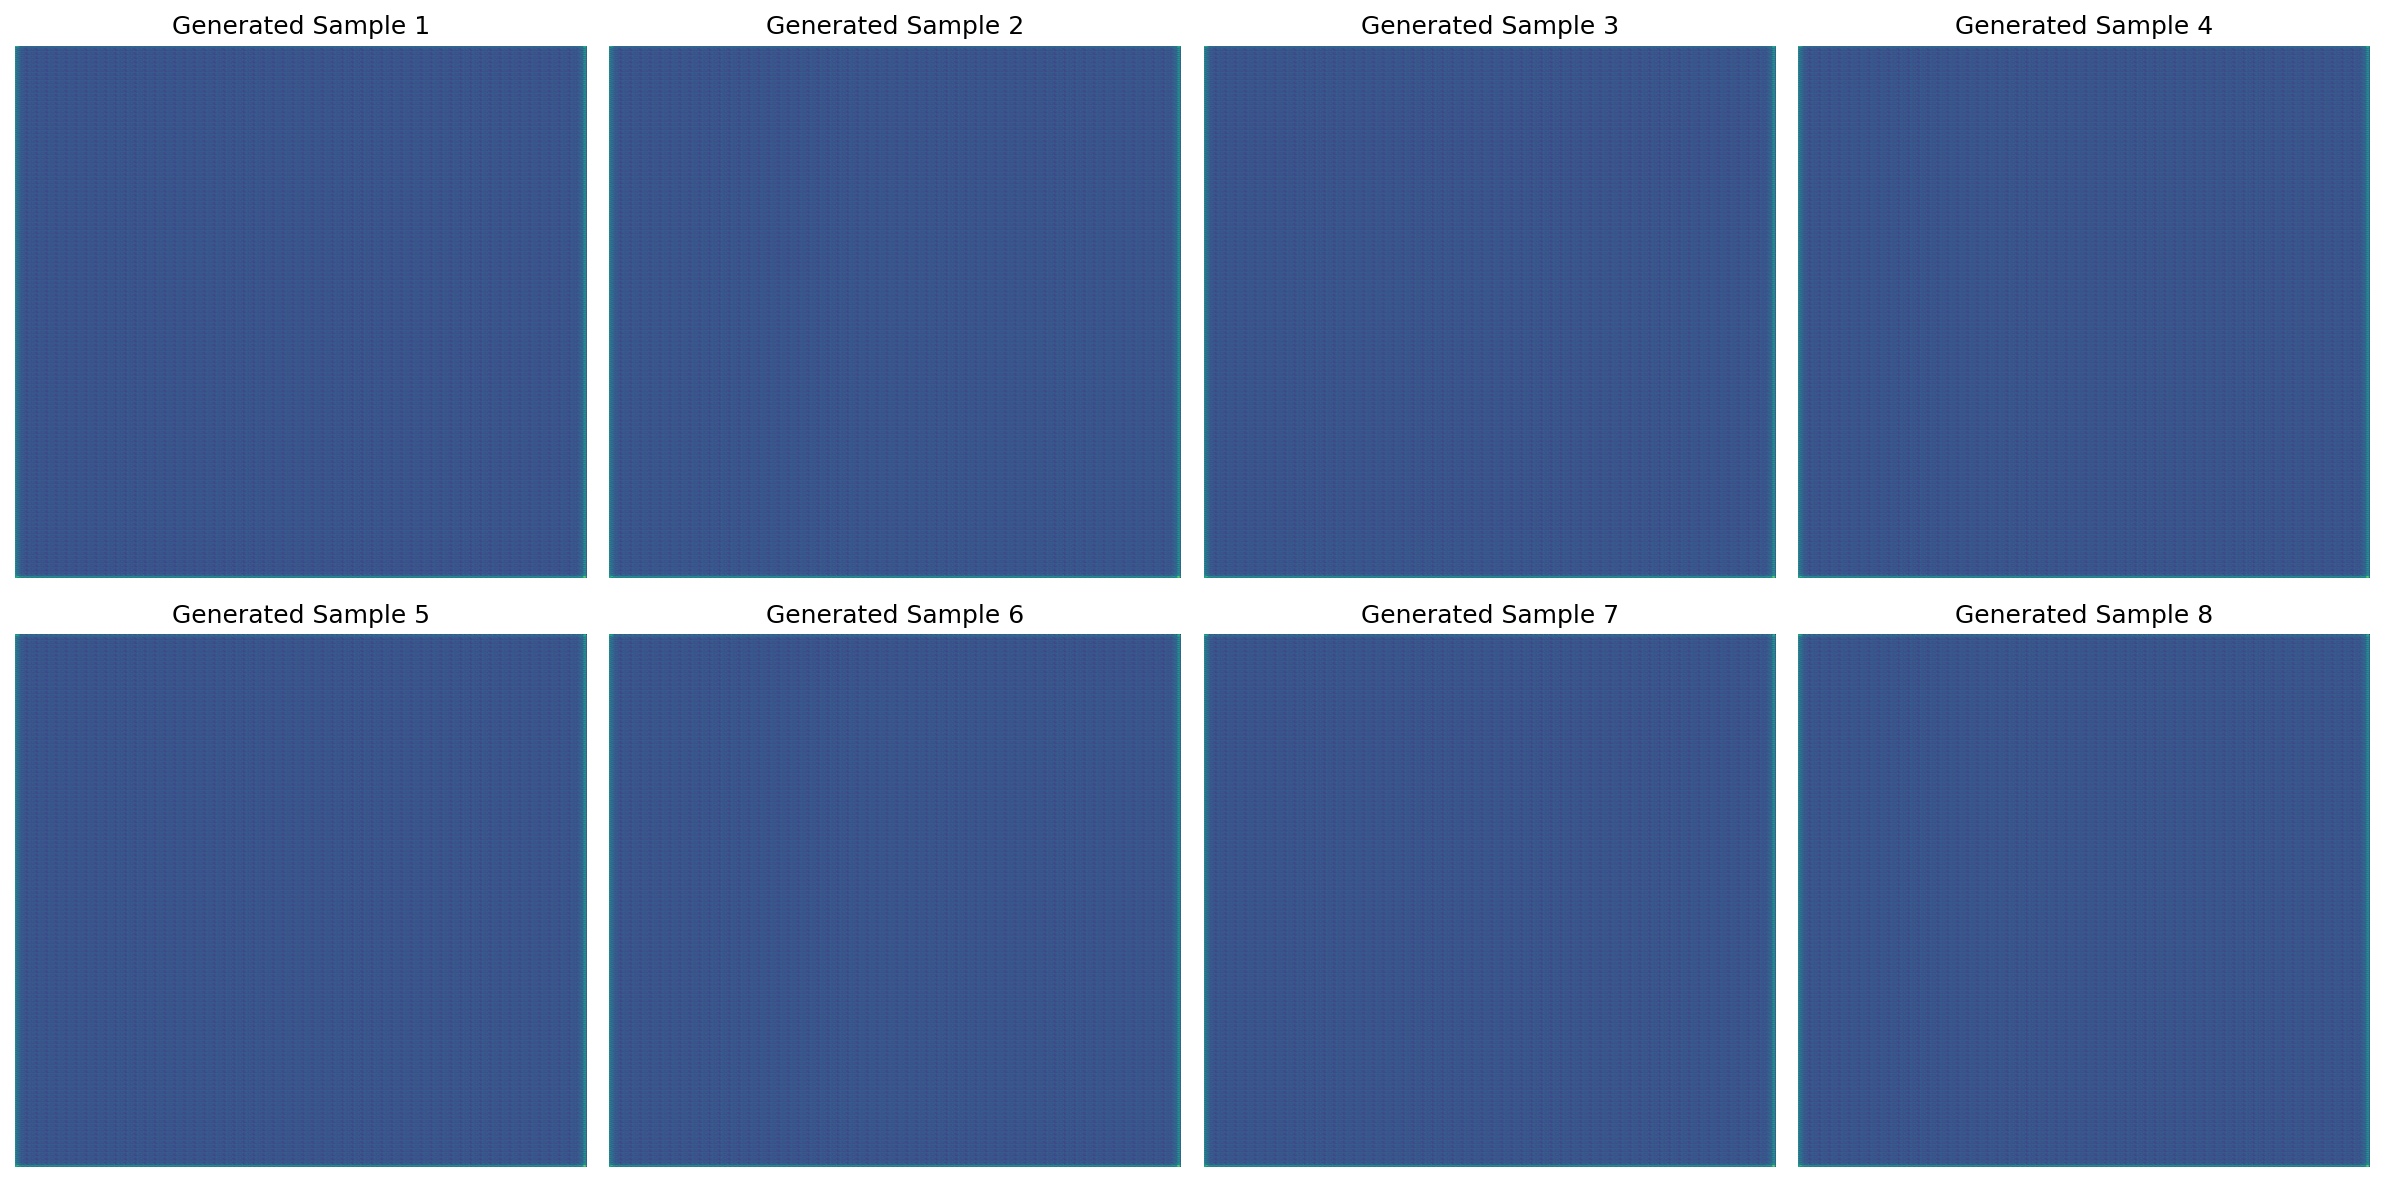 Generated Sample 1
Generated Sample 2
Generated Sample 3
Generated Sample 4
Generated Sample 5
Generated Sample 6
Generated Sample 7
Generated Sample 8